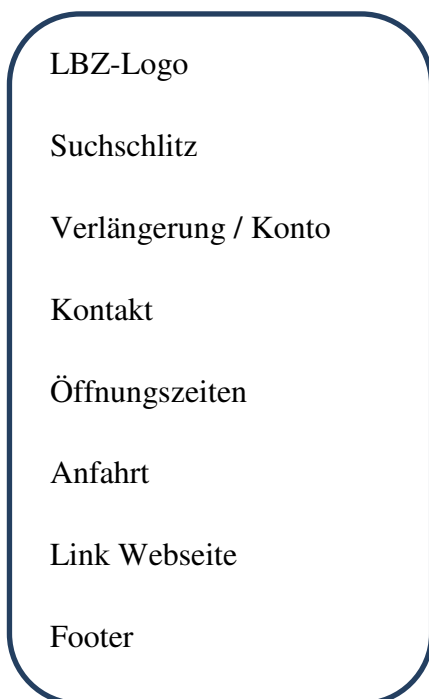 LBZ-Logo
Suchschlitz
Verlängerung / Konto
Kontakt
Öffnungszeiten
Anfahrt
Link Webseite
Footer